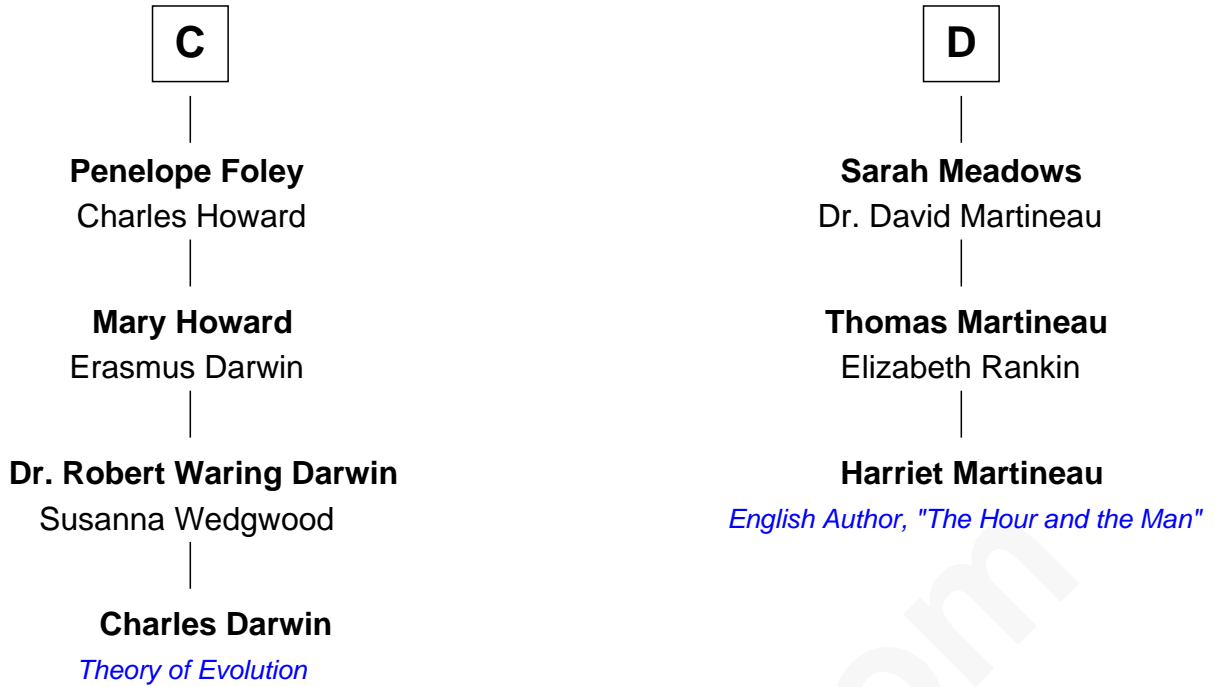 C
Penelope Foley
Charles Howard
Mary Howard
Erasmus Darwin
Dr. Robert Waring Darwin
Susanna Wedgwood
Charles Darwin
Theory of Evolution
D
Sarah Meadows
Dr. David Martineau
Thomas Martineau
Elizabeth Rankin
Harriet Martineau
English Author, "The Hour and the Man"
om